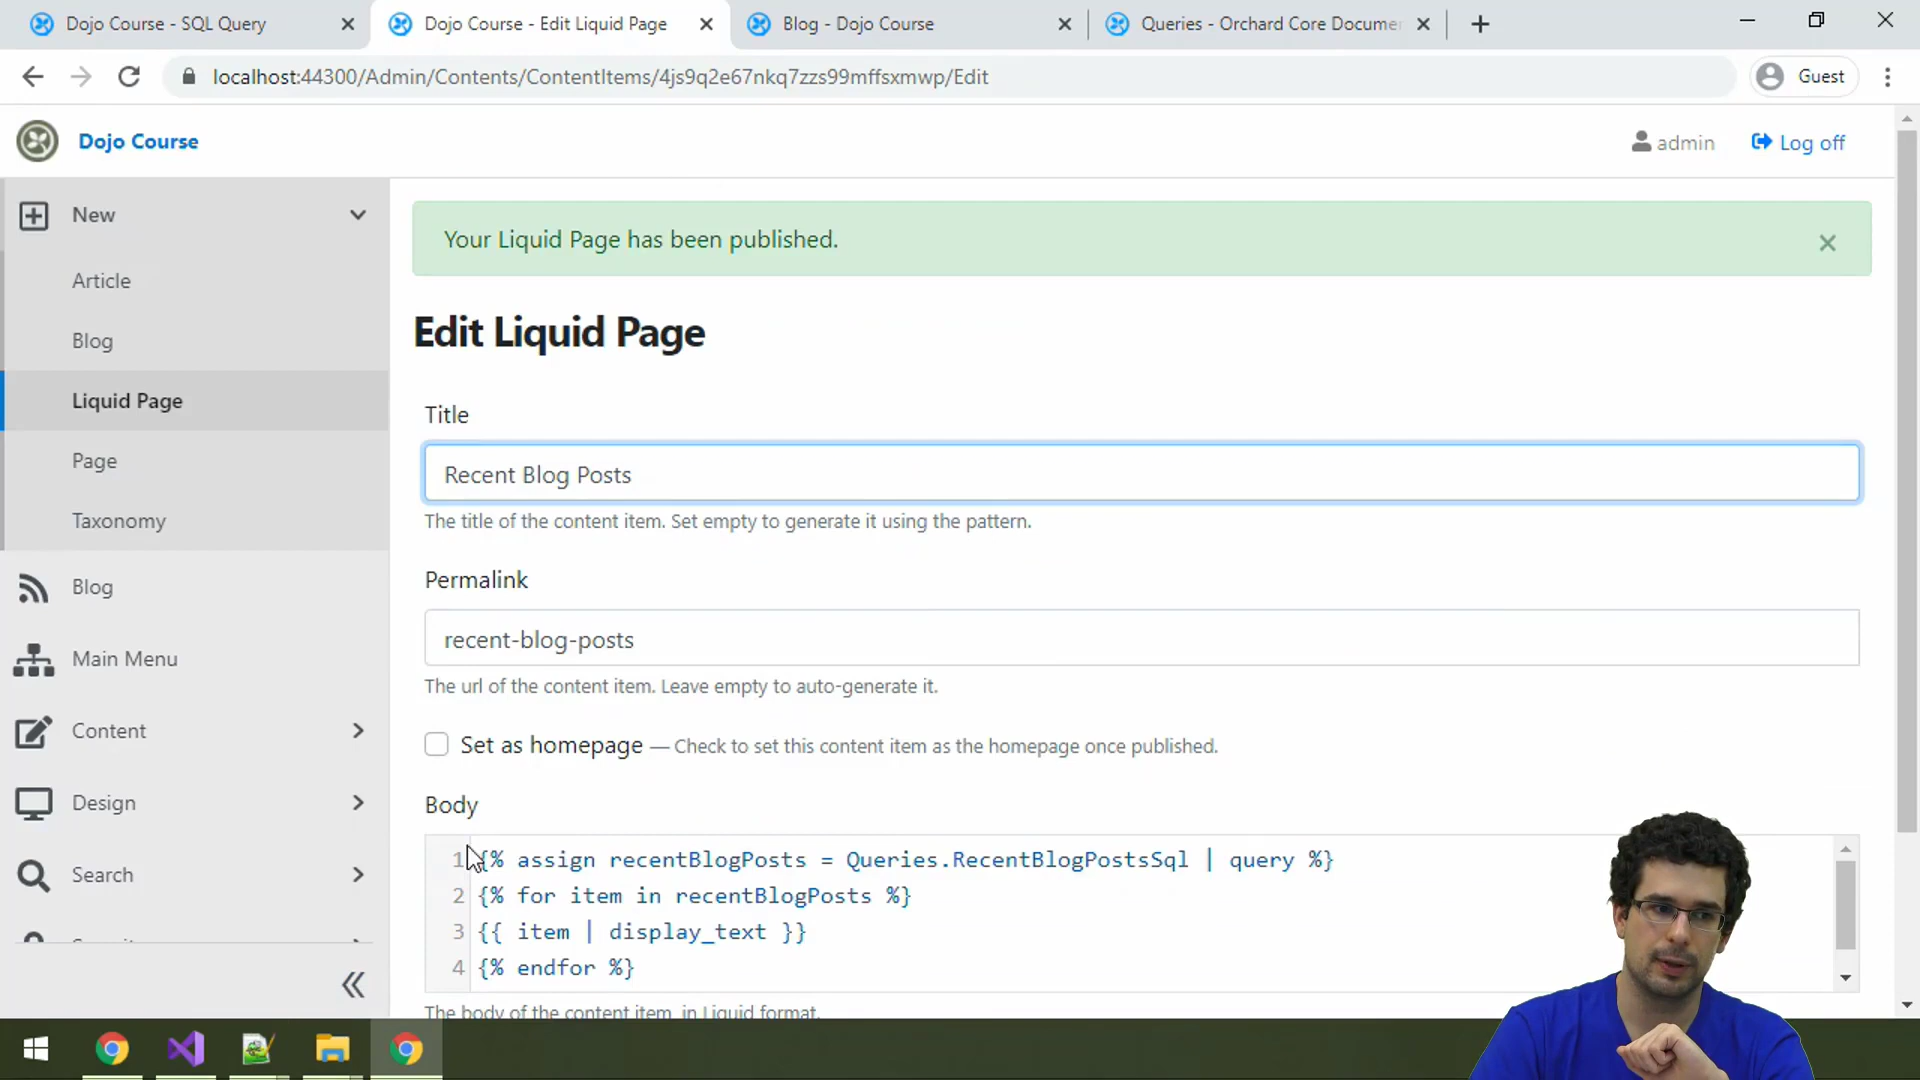 Dojo Course - SQL Query
Dojo Course - Edit Liquid Page
Blog - Dojo Course
Queries - Orchard Core Documen
localhost:44300/Admin/Contents/ContentItems/4js9q2e67nkq7zzs99mffsxmwp/Edit
Guest
Dojo Course
admin
Log off
New
Article
Blog
Liquid Page
Page
Taxonomy
Blog
Main Menu
Content
Design
Search
Your Liquid Page has been published.
Edit Liquid Page
Title
Recent Blog Posts
The title of the content item. Set empty to generate it using the pattern.
Permalink
recent-blog-posts
The url of the content item. Leave empty to auto-generate it.
Set as homepage — Check to set this content item as the homepage once published.
Body
1 {% assign recentBlogPosts = Queries.RecentBlogPostsSql | query %}
2 {% for item in recentBlogPosts %}
3 {{ item | display_text }}
4 {% endfor %}
The body of the content item, in Liquid format.